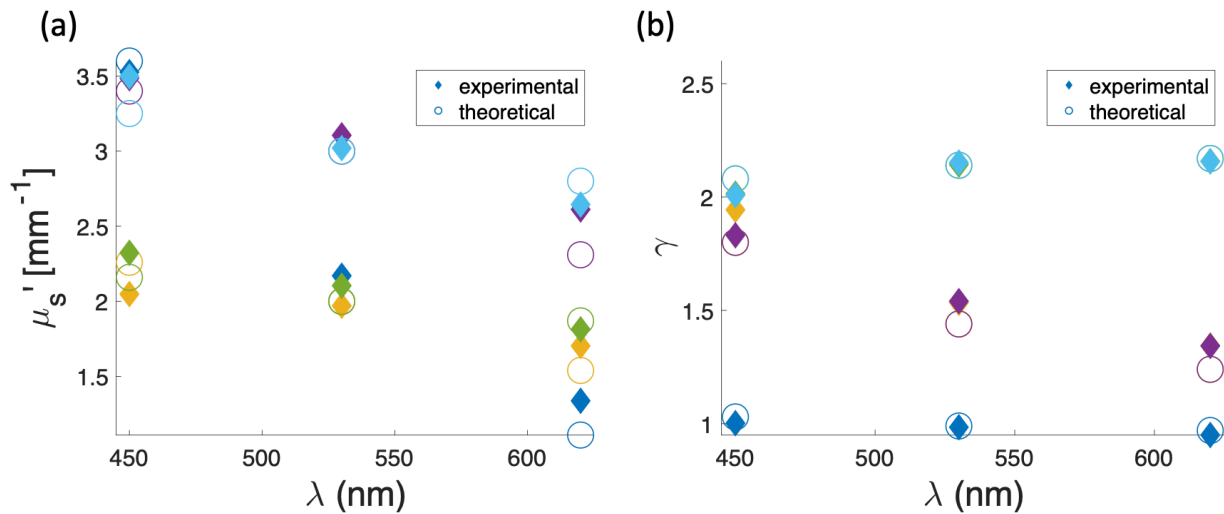 (a)
experimental
theoretical
μs' [mm-1]
3.5
3
2.5
2
1.5
450
500
550
600
λ (nm)
(b)
experimental
theoretical
γ
2.5
2
1.5
1
450
500
550
600
λ (nm)